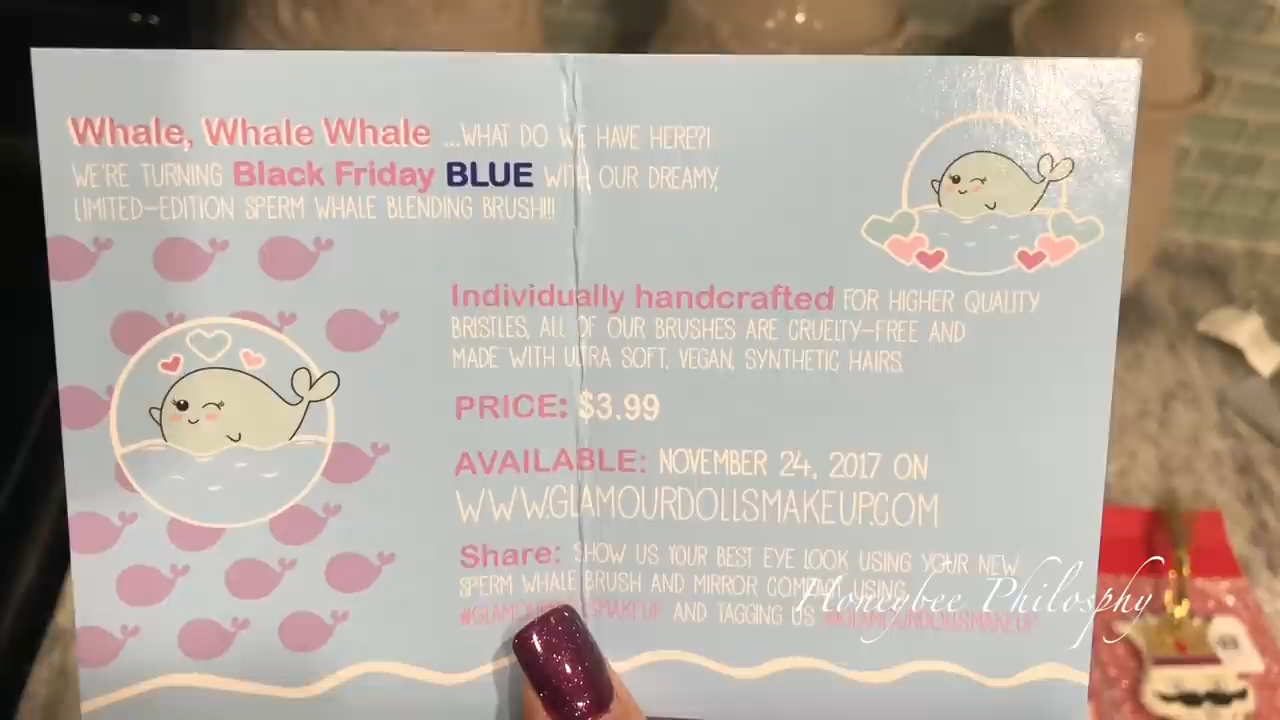 Whale, Whale Whale ...WHAT DO WE HAVE HERE?!
WE'RE TURNING Black Friday BLUE WITH OUR DREAMY,
LIMITED-EDITION SPERM WHALE BLENDING BRUSH!!!
Individually handcrafted FOR HIGHER QUALITY
BRISTLES, ALL OF OUR BRUSHES ARE CRUELTY-FREE AND
MADE WITH ULTRA SOFT, VEGAN, SYNTHETIC HAIRS.
PRICE: $3.99
AVAILABLE: NOVEMBER 24, 2017 ON
WWW.GLAMOURDOLLSMAKEUP.COM
Share: SHOW US YOUR BEST EYE LOOK USING YOUR NEW
SPERM WHALE BRUSH AND MIRROR COMPACT USING
AND TAGGING US @GLAMOURDOLLSMAKEUP
Honeybee Philosphy